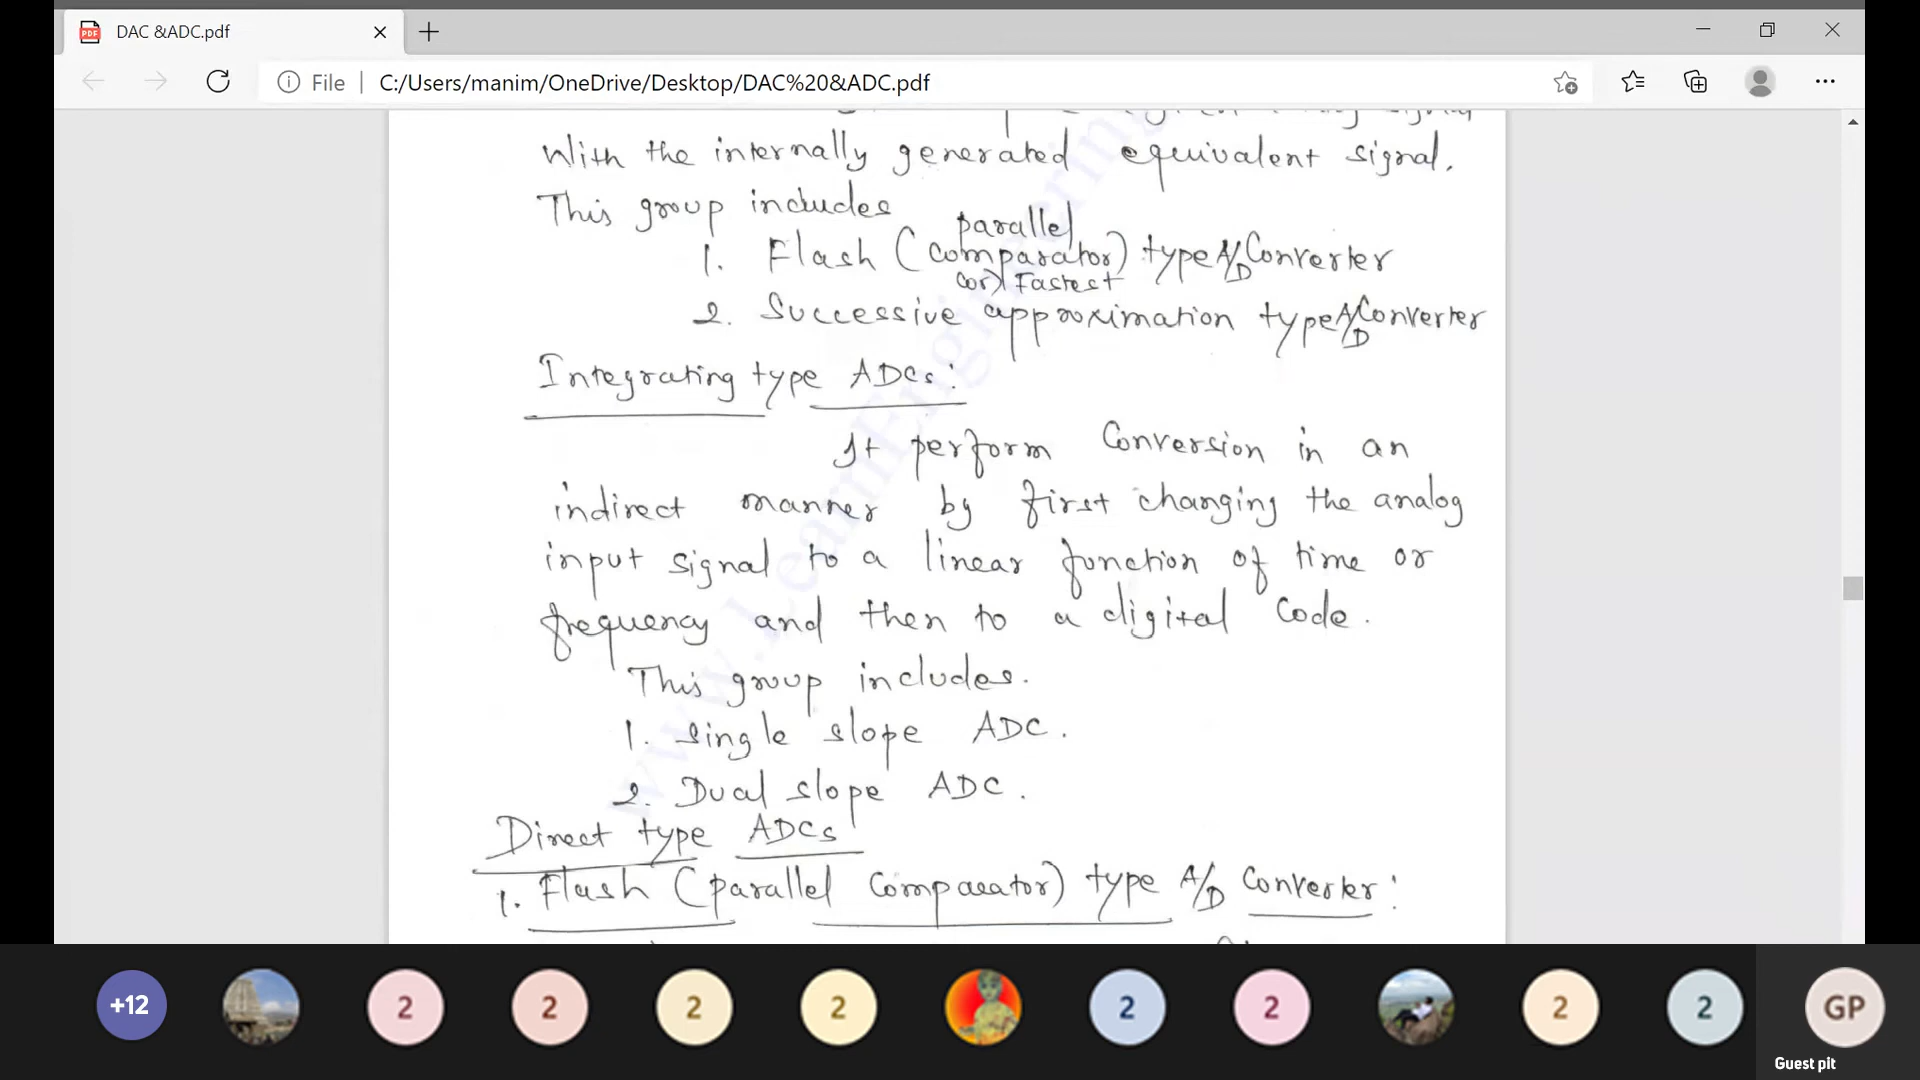 DAC &ADC.pdf
File
C:/Users/manim/OneDrive/Desktop/DAC%20&ADC.pdf
With the internally generated equivalent signal.
This group includes
parallel
1. Flash (Comparator) type A/D Converter
(or) Fastest
2. Successive approximation type A/D Converter
Integrating type ADCs:
It perform Conversion in an
indirect manner by first changing the analog
input signal to a linear function of time or
frequency and then to a digital Code.
This group includes.
1. Single slope ADC.
2. Dual slope ADC.
Direct type ADCs
1. Flash (parallel Comparator) type A/D Converter:
www.LearnEngineering
+12
2
2
2
2
2
2
2
2
GP
Guest pit